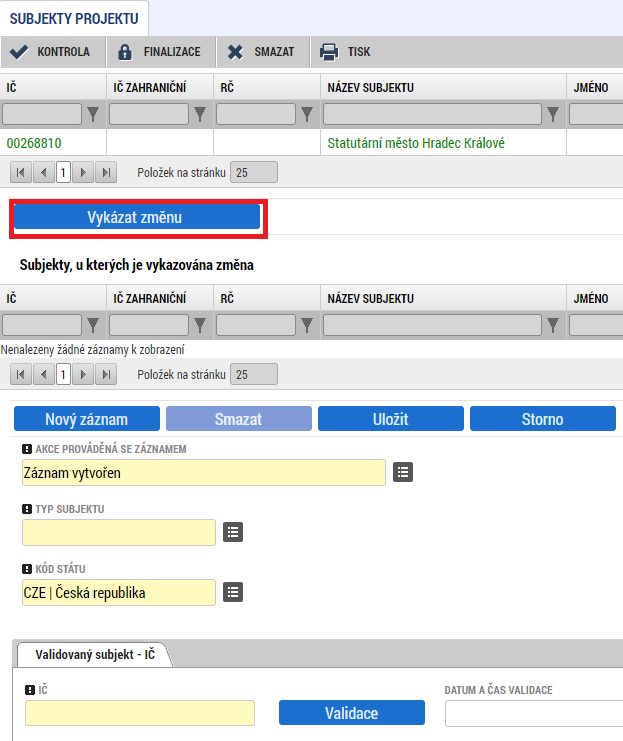 SUBJEKTY PROJEKTU
KONTROLA FINALIZACE SMAZAT TISK
IČ IČ ZAHRANIČNÍ RČ NÁZEV SUBJEKTU JMÉNO
00268810 Statutární město Hradec Králové
1 Položek na stránku 25
Vykázat změnu
Subjekty, u kterých je vykazována změna
IČ IČ ZAHRANIČNÍ RČ NÁZEV SUBJEKTU JMÉNO
Nenalezeny žádné záznamy k zobrazení
1 Položek na stránku 25
Nový záznam Smazat Uložit Storno
AKCE PROVÁDĚNÁ SE ZÁZNAMEM
Záznam vytvořen
TYP SUBJEKTU
KÓD STÁTU
CZE | Česká republika
Validovaný subjekt - IČ
IČ DATUM A ČAS VALIDACE
Validace